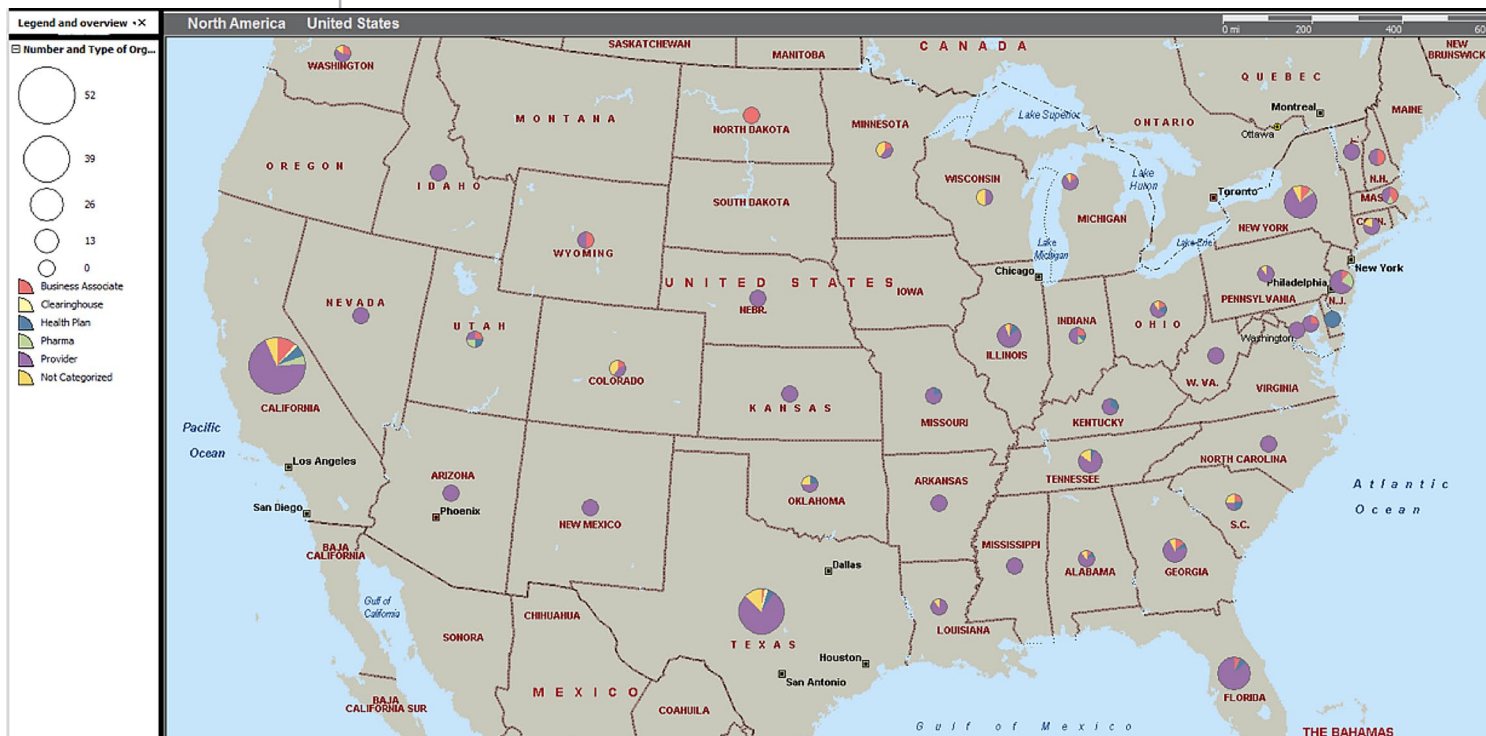 Legend and overview
Number and Type of Org...
52
39
26
13
0
Business Associate
Clearinghouse
Health Plan
Pharma
Provider
Not Categorized
North America United States
0 mi 200 400
SASKATCHEWAN
MANITOBA
CANADA
NEW
BRUNSWICK
QUEBEC
ONTARIO
Montreal
Ottawa
Toronto
MAINE
WASHINGTON
MONTANA
NORTH DAKOTA
MINNESOTA
Lake Superior
OREGON
IDAHO
SOUTH DAKOTA
WISCONSIN
Lake
Huron
MICHIGAN
N.H.
NEW YORK
WYOMING
Lake
Michigan
Chicago
New York
UNITED STATES
NEBR.
IOWA
Philadelphia
PENNSYLVANIA
N.J.
NEVADA
UTAH
COLORADO
ILLINOIS
INDIANA
OHIO
Washington
W. VA.
VIRGINIA
CALIFORNIA
KANSAS
MISSOURI
KENTUCKY
Pacific
Ocean
Los Angeles
San Diego
ARIZONA
Phoenix
NEW MEXICO
OKLAHOMA
ARKANSAS
TENNESSEE
NORTH CAROLINA
Atlantic
Ocean
S.C.
BAJA
CALIFORNIA
MISSISSIPPI
ALABAMA
GEORGIA
Dallas
Gulf of
California
CHIHUAHUA
SONORA
TEXAS
LOUISIANA
Houston
San Antonio
FLORIDA
MEXICO
BAJA
CALIFORNIA SUR
COAHUILA
Gulf of Mexico
THE BAHAMAS